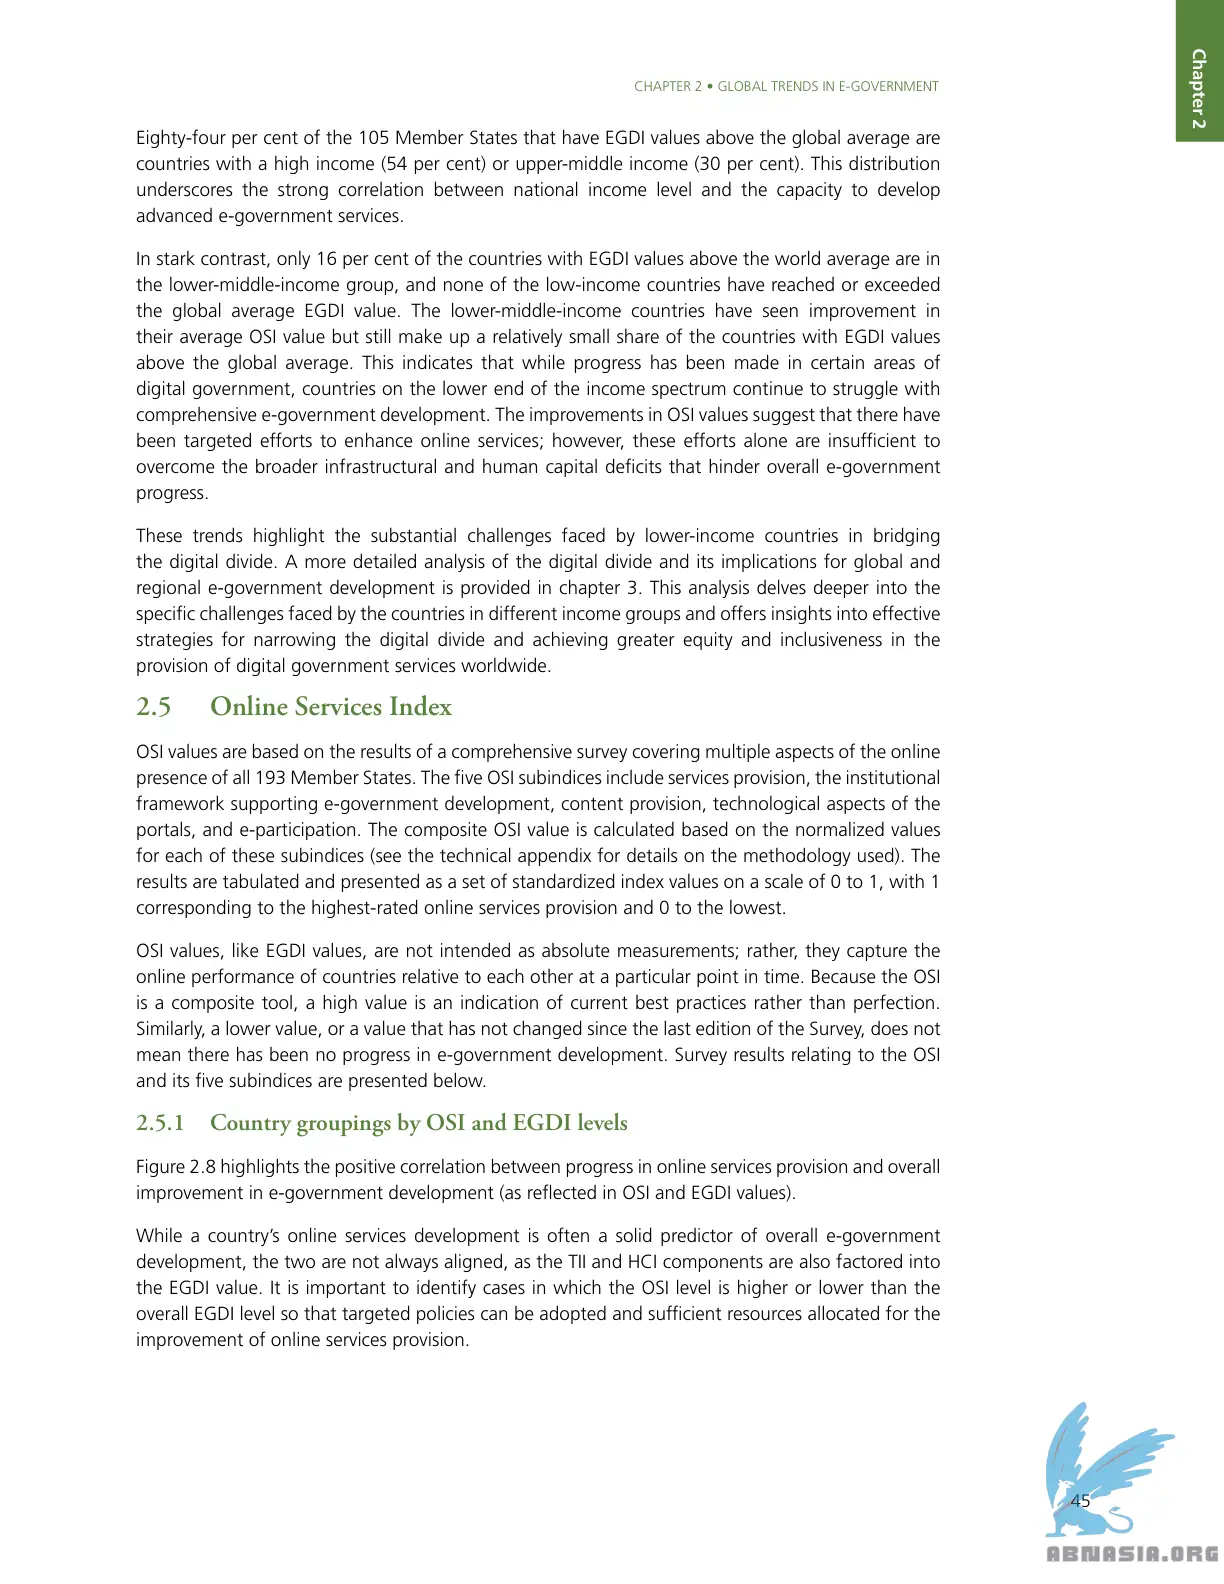 Chapter 2
CHAPTER 2 • GLOBAL TRENDS IN E-GOVERNMENT
Eighty-four per cent of the 105 Member States that have EGDI values above the global average are
countries with a high income (54 per cent) or upper-middle income (30 per cent). This distribution
underscores the strong correlation between national income level and the capacity to develop
advanced e-government services.
In stark contrast, only 16 per cent of the countries with EGDI values above the world average are in
the lower-middle-income group, and none of the low-income countries have reached or exceeded
the global average EGDI value. The lower-middle-income countries have seen improvement in
their average OSI value but still make up a relatively small share of the countries with EGDI values
above the global average. This indicates that while progress has been made in certain areas of
digital government, countries on the lower end of the income spectrum continue to struggle with
comprehensive e-government development. The improvements in OSI values suggest that there have
been targeted efforts to enhance online services; however, these efforts alone are insufficient to
overcome the broader infrastructural and human capital deficits that hinder overall e-government
progress.
These trends highlight the substantial challenges faced by lower-income countries in bridging
the digital divide. A more detailed analysis of the digital divide and its implications for global and
regional e-government development is provided in chapter 3. This analysis delves deeper into the
specific challenges faced by the countries in different income groups and offers insights into effective
strategies for narrowing the digital divide and achieving greater equity and inclusiveness in the
provision of digital government services worldwide.
2.5 Online Services Index
OSI values are based on the results of a comprehensive survey covering multiple aspects of the online
presence of all 193 Member States. The five OSI subindices include services provision, the institutional
framework supporting e-government development, content provision, technological aspects of the
portals, and e-participation. The composite OSI value is calculated based on the normalized values
for each of these subindices (see the technical appendix for details on the methodology used). The
results are tabulated and presented as a set of standardized index values on a scale of 0 to 1, with 1
corresponding to the highest-rated online services provision and 0 to the lowest.
OSI values, like EGDI values, are not intended as absolute measurements; rather, they capture the
online performance of countries relative to each other at a particular point in time. Because the OSI
is a composite tool, a high value is an indication of current best practices rather than perfection.
Similarly, a lower value, or a value that has not changed since the last edition of the Survey, does not
mean there has been no progress in e-government development. Survey results relating to the OSI
and its five subindices are presented below.
2.5.1 Country groupings by OSI and EGDI levels
Figure 2.8 highlights the positive correlation between progress in online services provision and overall
improvement in e-government development (as reflected in OSI and EGDI values).
While a country’s online services development is often a solid predictor of overall e-government
development, the two are not always aligned, as the TII and HCI components are also factored into
the EGDI value. It is important to identify cases in which the OSI level is higher or lower than the
overall EGDI level so that targeted policies can be adopted and sufficient resources allocated for the
improvement of online services provision.
45
ABNASIA.ORG